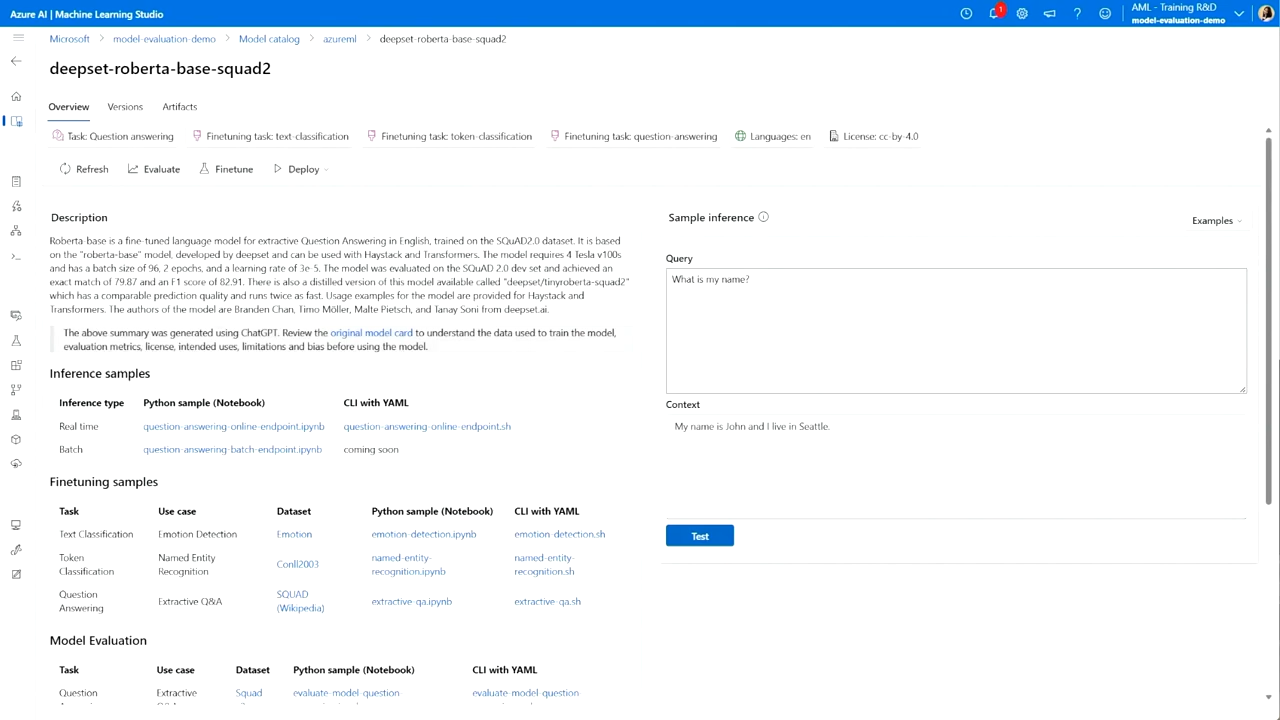 Azure AI | Machine Learning Studio
1
AML - Training R&D
model-evaluation-demo
Microsoft > model-evaluation-demo > Model catalog > azureml > deepset-roberta-base-squad2
deepset-roberta-base-squad2
Overview Versions Artifacts
Task: Question answering Finetuning task: text-classification Finetuning task: token-classification Finetuning task: question-answering Languages: en License: cc-by-4.0
Refresh Evaluate Finetune Deploy
Description
Roberta-base is a fine-tuned language model for extractive Question Answering in English, trained on the SQuAD2.0 dataset. It is based
on the "roberta-base" model, developed by deepset and can be used with Haystack and Transformers. The model requires 4 Tesla v100s
and has a batch size of 96, 2 epochs, and a learning rate of 3e-5. The model was evaluated on the SQuAD 2.0 dev set and achieved an
exact match of 79.87 and an F1 score of 82.91. There is also a distilled version of this model available called "deepset/tinyroberta-squad2"
which has a comparable prediction quality and runs twice as fast. Usage examples for the model are provided for Haystack and
Transformers. The authors of the model are Branden Chan, Timo Möller, Malte Pietsch, and Tanay Soni from deepset.ai.
The above summary was generated using ChatGPT. Review the original model card to understand the data used to train the model,
evaluation metrics, license, intended uses, limitations and bias before using the model.
Inference samples
Inference type Python sample (Notebook) CLI with YAML
Real time question-answering-online-endpoint.ipynb question-answering-online-endpoint.sh
Batch question-answering-batch-endpoint.ipynb coming soon
Finetuning samples
Task Use case Dataset Python sample (Notebook) CLI with YAML
Text Classification Emotion Detection Emotion emotion-detection.ipynb emotion-detection.sh
Token Classification Named Entity Recognition Conll2003 named-entity-recognition.ipynb named-entity-recognition.sh
Question Answering Extractive Q&A SQUAD (Wikipedia) extractive-qa.ipynb extractive-qa.sh
Model Evaluation
Task Use case Dataset Python sample (Notebook) CLI with YAML
Question Extractive Squad evaluate-model-question evaluate-model-question
Sample inference
Examples
Query
What is my name?
Context
My name is John and I live in Seattle.
Test